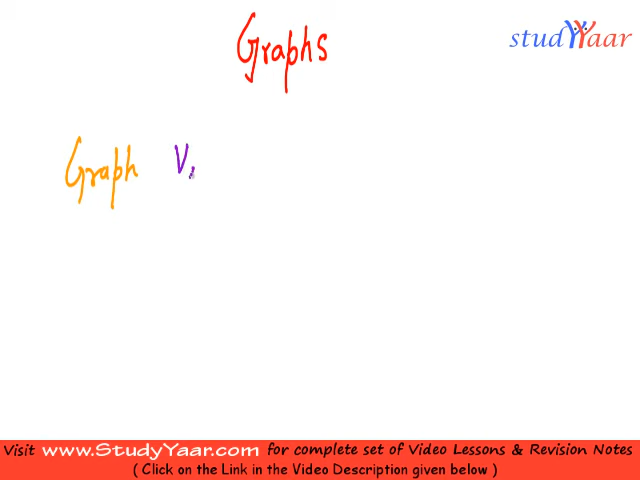 Graphs
studYYaar
Graph V
Visit www.StudyYaar.com for complete set of Video Lessons & Revision Notes
( Click on the Link in the Video Description given below )